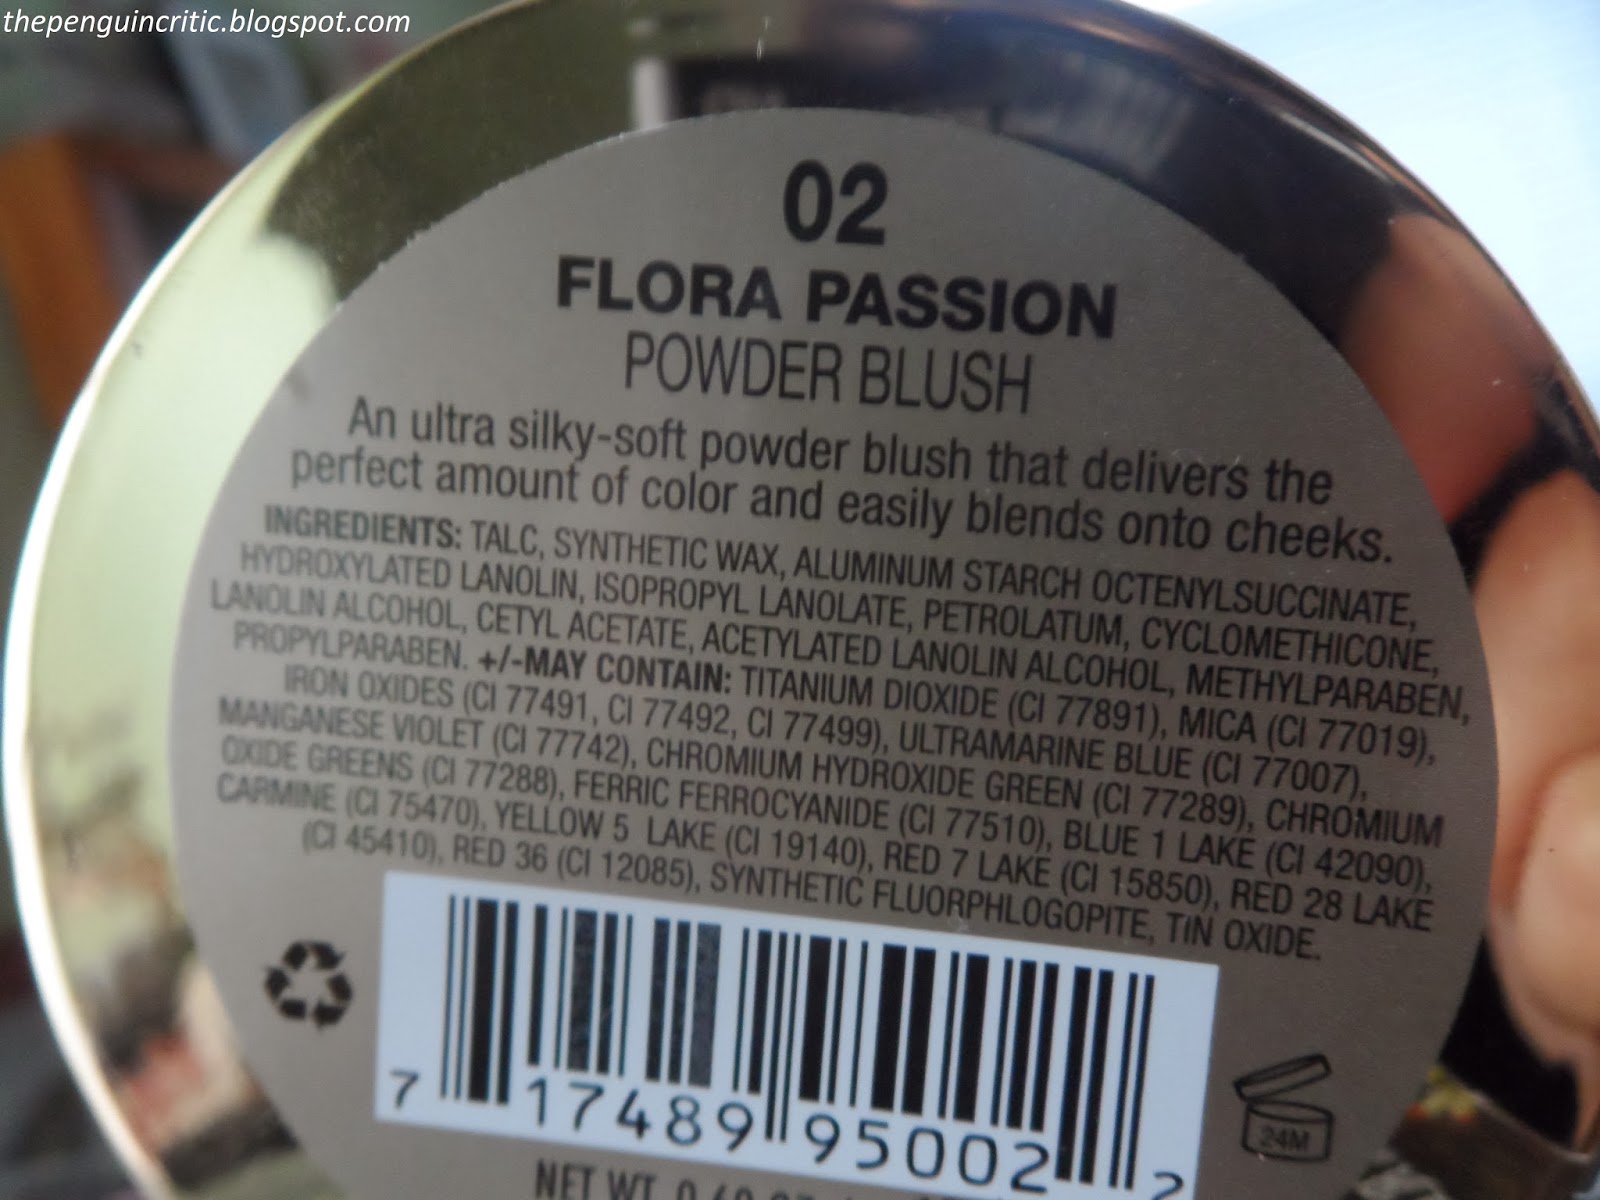 thepenguincritic.blogspot.com
02
FLORA PASSION
POWDER BLUSH
An ultra silky-soft powder blush that delivers the
perfect amount of color and easily blends onto cheeks.
INGREDIENTS: TALC, SYNTHETIC WAX, ALUMINUM STARCH OCTENYLSUCCINATE,
HYDROXYLATED LANOLIN, ISOPROPYL LANOLATE, PETROLATUM, CYCLOMETHICONE,
LANOLIN ALCOHOL, CETYL ACETATE, ACETYLATED LANOLIN ALCOHOL, METHYLPARABEN,
PROPYLPARABEN. +/-MAY CONTAIN: TITANIUM DIOXIDE (CI 77891), MICA (CI 77019),
IRON OXIDES (CI 77491, CI 77492, CI 77499), ULTRAMARINE BLUE (CI 77007),
MANGANESE VIOLET (CI 77742), CHROMIUM HYDROXIDE GREEN (CI 77289), CHROMIUM
OXIDE GREENS (CI 77288), FERRIC FERROCYANIDE (CI 77510), BLUE 1 LAKE (CI 42090),
CARMINE (CI 75470), YELLOW 5 LAKE (CI 19140), RED 7 LAKE (CI 15850), RED 28 LAKE
(CI 45410), RED 36 (CI 12085), SYNTHETIC FLUORPHLOGOPITE, TIN OXIDE.
7 17489 95002 2
24M
NET WT.